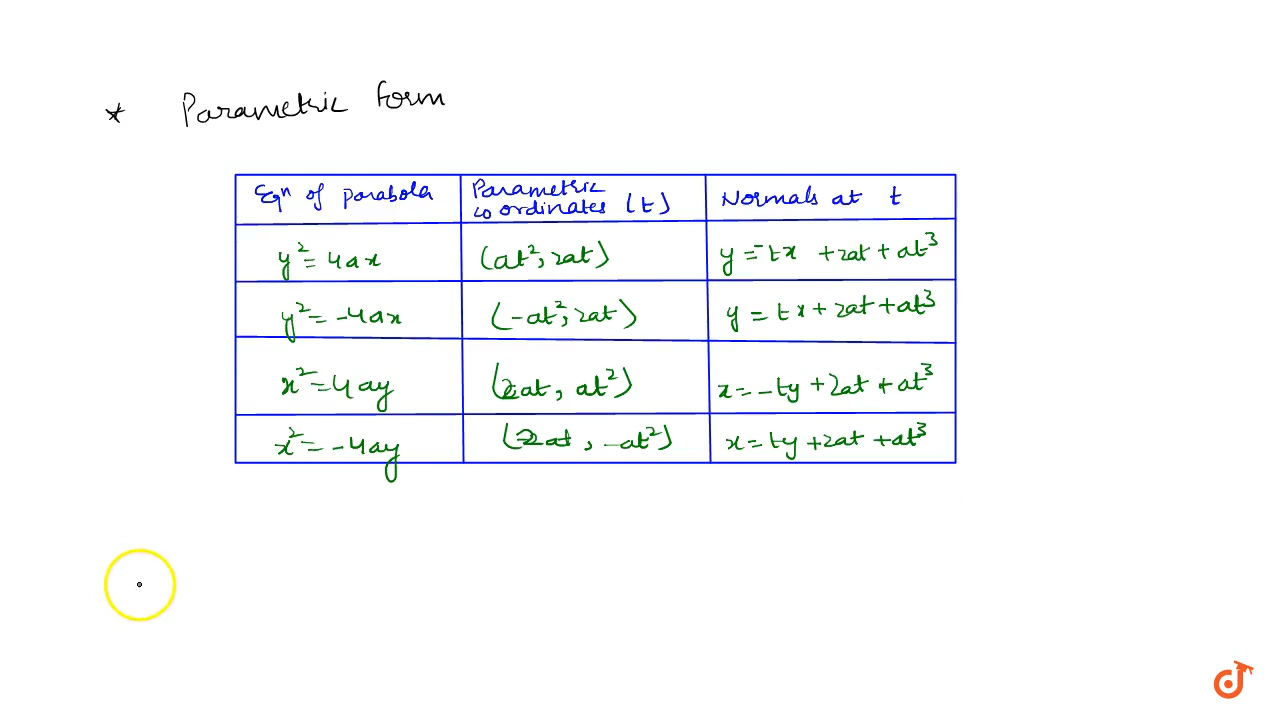 * Parametric form
Eqⁿ of parabola
Parametric
coordinates (t)
Normals at t
y² = 4ax
(at², 2at)
y = -tx + 2at + at³
y² = -4ax
(-at², 2at)
y = tx + 2at + at³
x² = 4ay
(2at, at²)
x = -ty + 2at + at³
x² = -4ay
(2at, -at²)
x = ty + 2at + at³